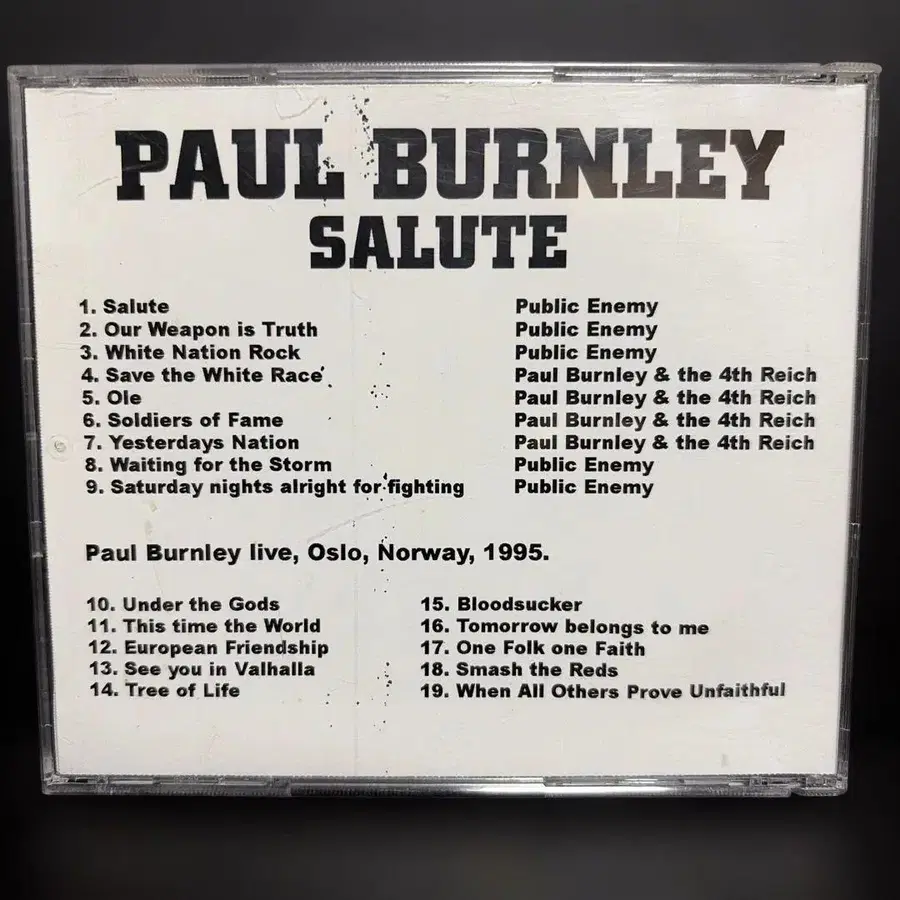 PAUL BURNLEY
SALUTE
1. Salute Public Enemy
2. Our Weapon is Truth Public Enemy
3. White Nation Rock Public Enemy
4. Save the White Race' Paul Burnley & the 4th Reich
5. Ole Paul Burnley & the 4th Reich
6. Soldiers of Fame Paul Burnley & the 4th Reich
7. Yesterdays Nation Paul Burnley & the 4th Reich
8. Waiting for the Storm Public Enemy
9. Saturday nights alright for fighting Public Enemy
Paul Burnley live, Oslo, Norway, 1995.
10. Under the Gods
11. This time the World
12. European Friendship
13. See you in Valhalla
14. Tree of Life
15. Bloodsucker
16. Tomorrow belongs to me
17. One Folk one Faith
18. Smash the Reds
19. When All Others Prove Unfaithful